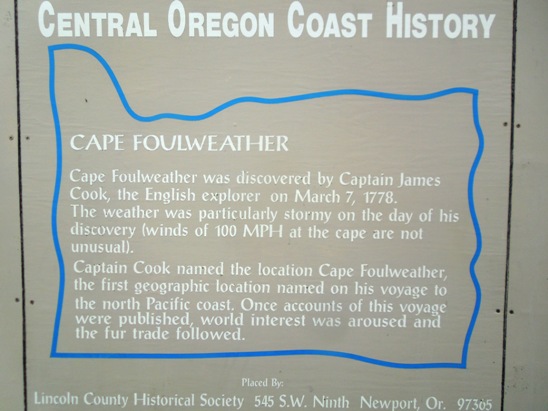 CENTRAL OREGON COAST HISTORY
CAPE FOULWEATHER
Cape Foulweather was discovered by Captain James
Cook, the English explorer on March 7, 1778.
The weather was particularly stormy on the day of his
discovery (winds of 100 MPH at the cape are not
unusual).
Captain Cook named the location Cape Foulweather,
the first geographic location named on his voyage to
the north Pacific coast. Once accounts of this voyage
were published, world interest was aroused and
the fur trade followed.
Placed By:
Lincoln County Historical Society 545 S.W. Ninth Newport, Or. 97365